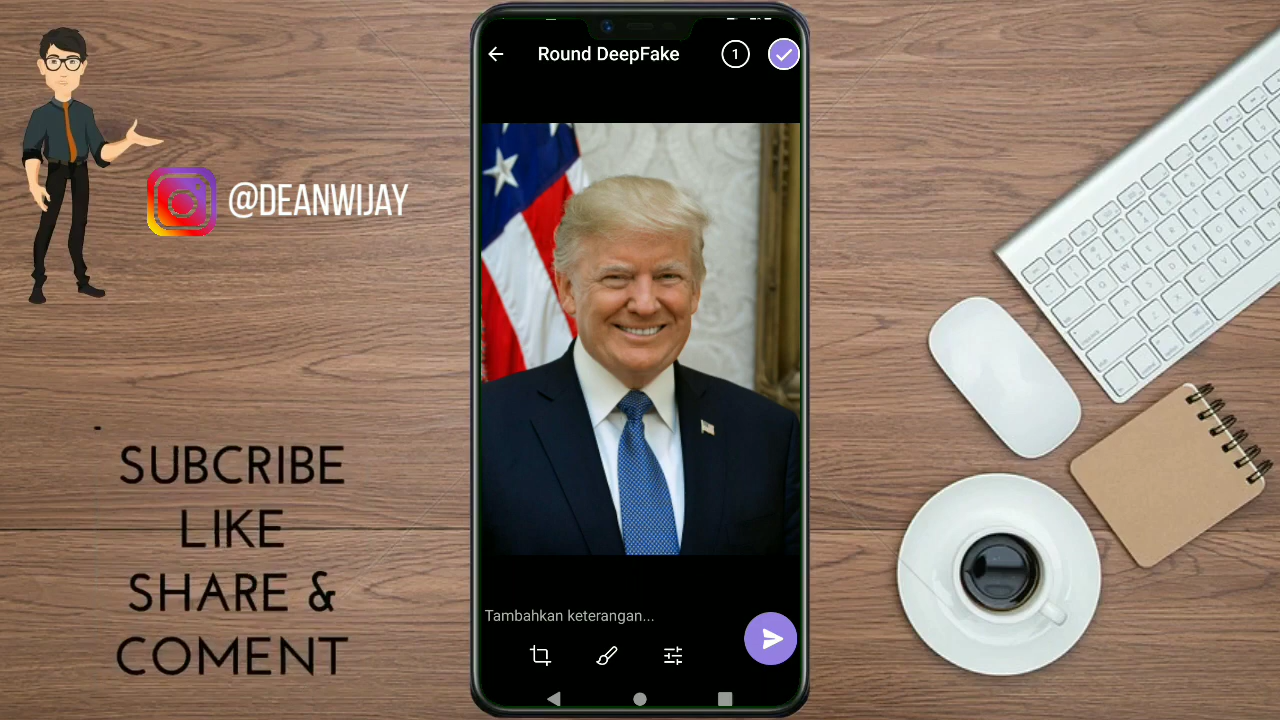 Round DeepFake
1
@DEANWIJAY
SUBCRIBE
LIKE
SHARE &
COMENT
Tambahkan keterangan...